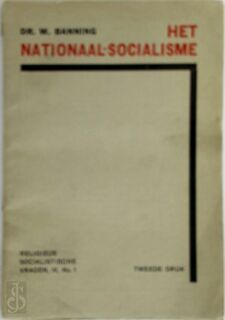 DR. W. BANNING
HET
NATIONAAL-SOCIALISME
RELIGIEUS
SOCIALISTISCHE
VRAGEN, IV, No. 1
TWEEDE DRUK